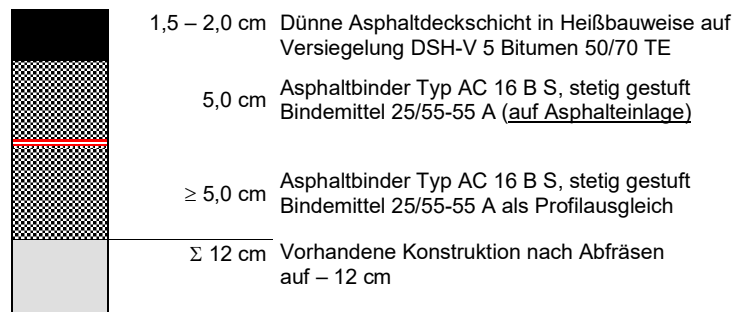 1,5 – 2,0 cm Dünne Asphaltdeckschicht in Heißbauweise auf
Versiegelung DSH-V 5 Bitumen 50/70 TE
5,0 cm Asphaltbinder Typ AC 16 B S, stetig gestuft
Bindemittel 25/55-55 A (auf Asphalteinlage)
≥ 5,0 cm Asphaltbinder Typ AC 16 B S, stetig gestuft
Bindemittel 25/55-55 A als Profilausgleich
Σ 12 cm Vorhandene Konstruktion nach Abfräsen
auf – 12 cm